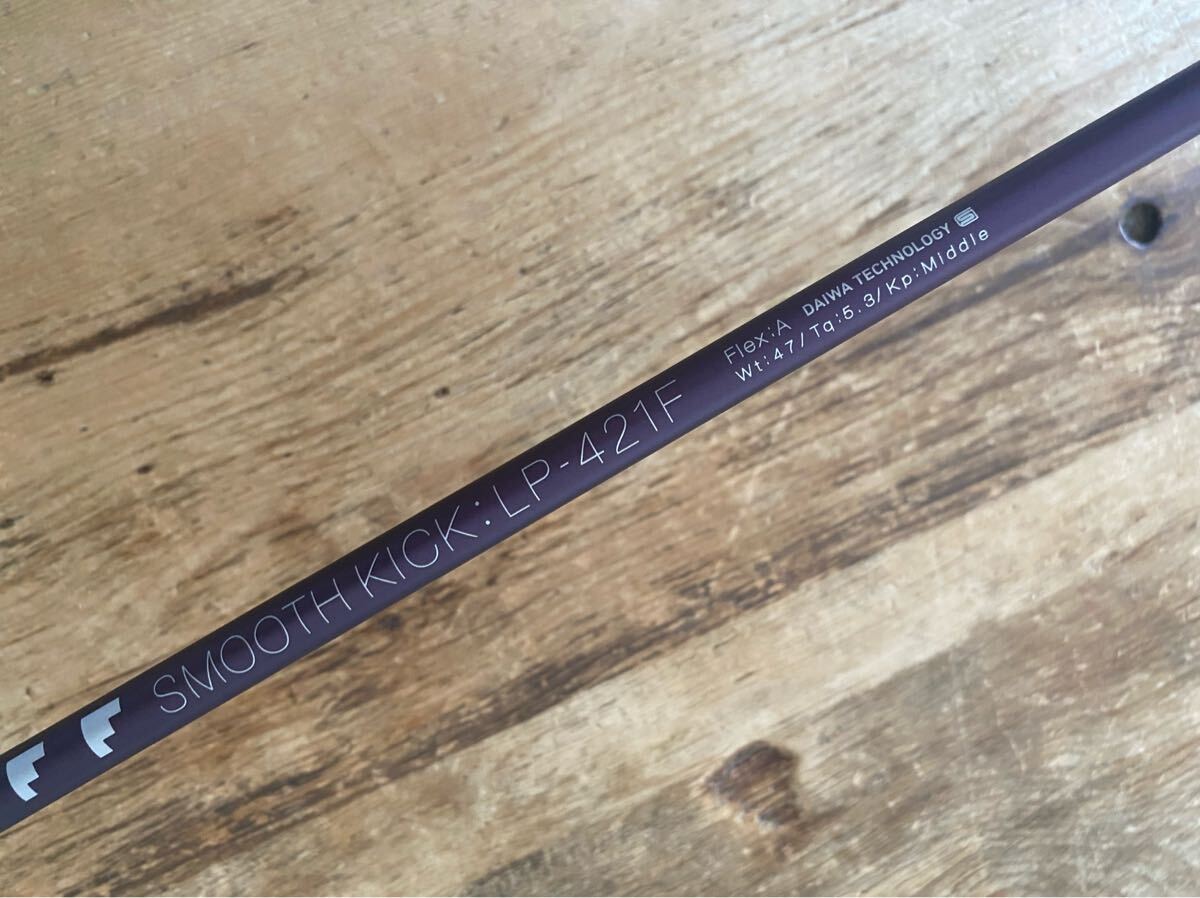 SMOOTH KICK: LP-421F
Flex:A DAIWA TECHNOLOGY
Wt:47/Tq:5.3/Kp:Middle